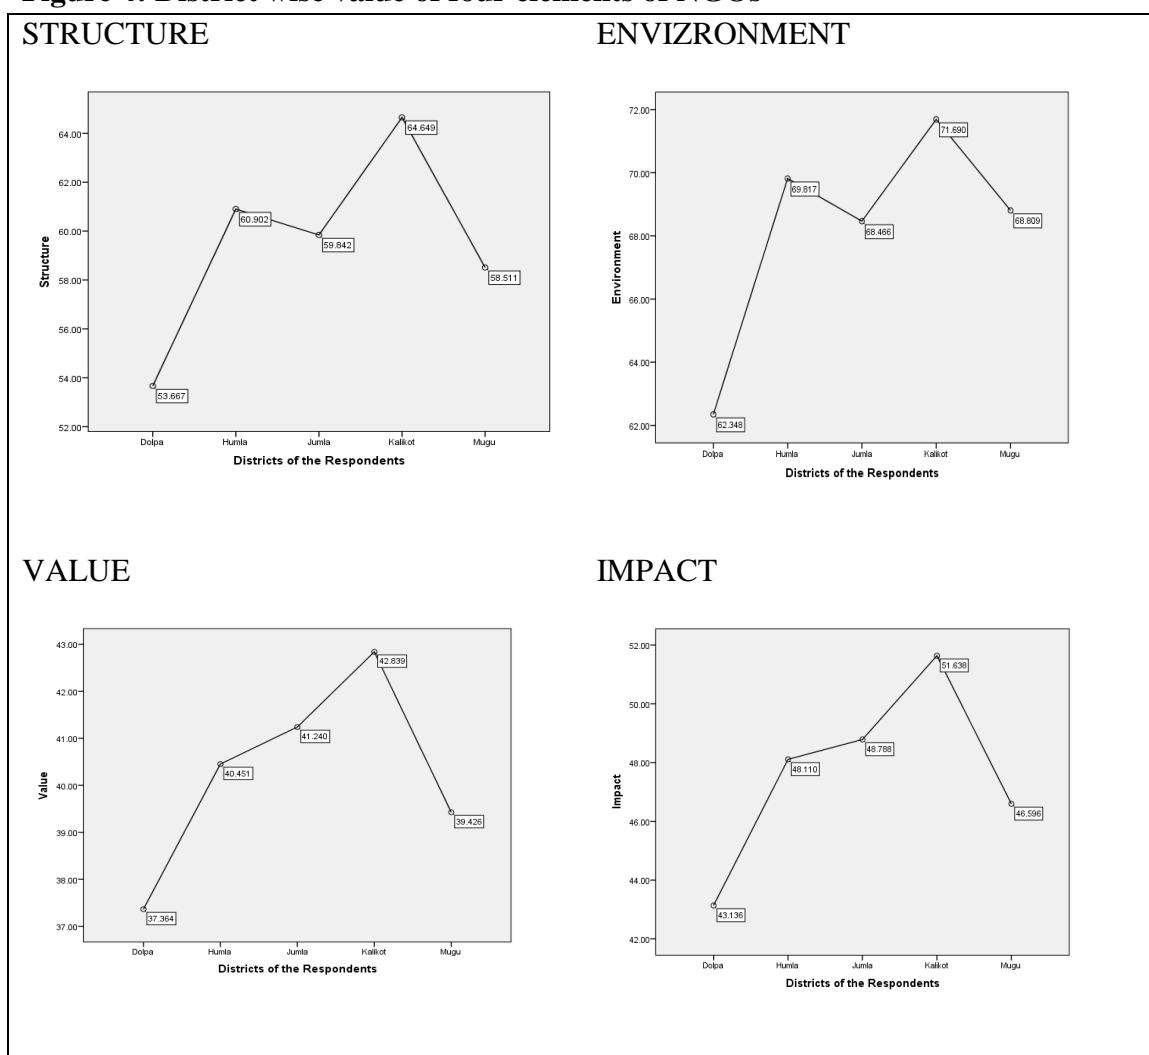 Figure District wise value of four elements of NGOs
STRUCTURE
ENVIZRONMENT
Structure
64.00
62.00
60.00
58.00
56.00
54.00
52.00
53.667
60.902
59.842
64.649
58.511
Dolpa Humla Jumla Kalikot Mugu
Districts of the Respondents
Environment
72.00
70.00
68.00
66.00
64.00
62.00
62.348
69.817
68.466
71.690
68.809
Dolpa Humla Jumla Kalikot Mugu
Districts of the Respondents
VALUE
IMPACT
Value
43.00
42.00
41.00
40.00
39.00
38.00
37.00
37.364
40.451
41.240
42.839
39.426
Dolpa Humla Jumla Kalikot Mugu
Districts of the Respondents
Impact
52.00
50.00
48.00
46.00
44.00
42.00
43.136
48.110
48.788
51.638
46.596
Dolpa Humla Jumla Kalikot Mugu
Districts of the Respondents